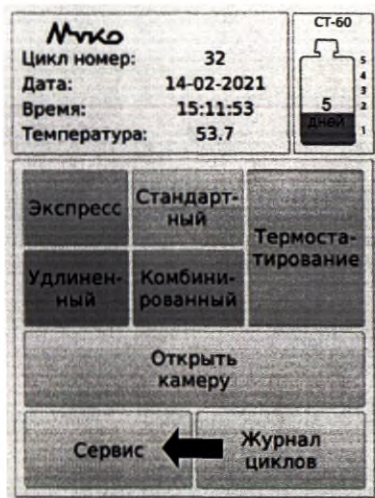 Мыко
Цикл номер: 32
Дата: 14-02-2021
Время: 15:11:53
Температура: 53.7
СТ-60
5
4
3
2
1
5
дней
Экспресс
Стандарт-
ный
Термоста-
тирование
Удлинен-
ный
Комбини-
рованный
Открыть
камеру
Сервис
Журнал
циклов